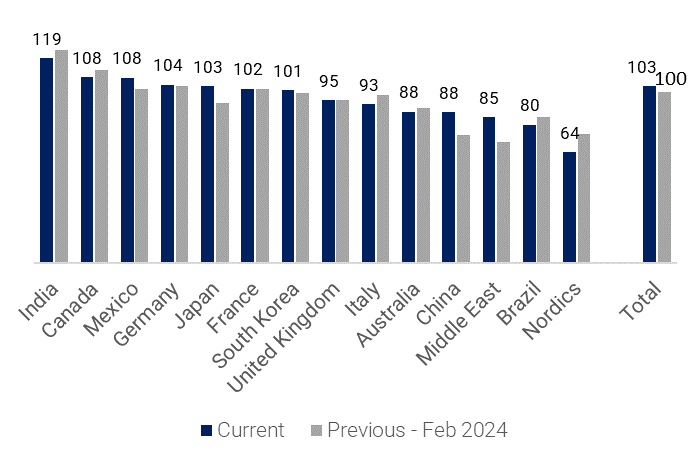 119
108
108
104
103
102
101
95
93
88
88
85
80
64
103
100
India
Canada
Mexico
Germany
Japan
France
South Korea
United Kingdom
Italy
Australia
China
Middle East
Brazil
Nordics
Total
Current
Previous - Feb 2024